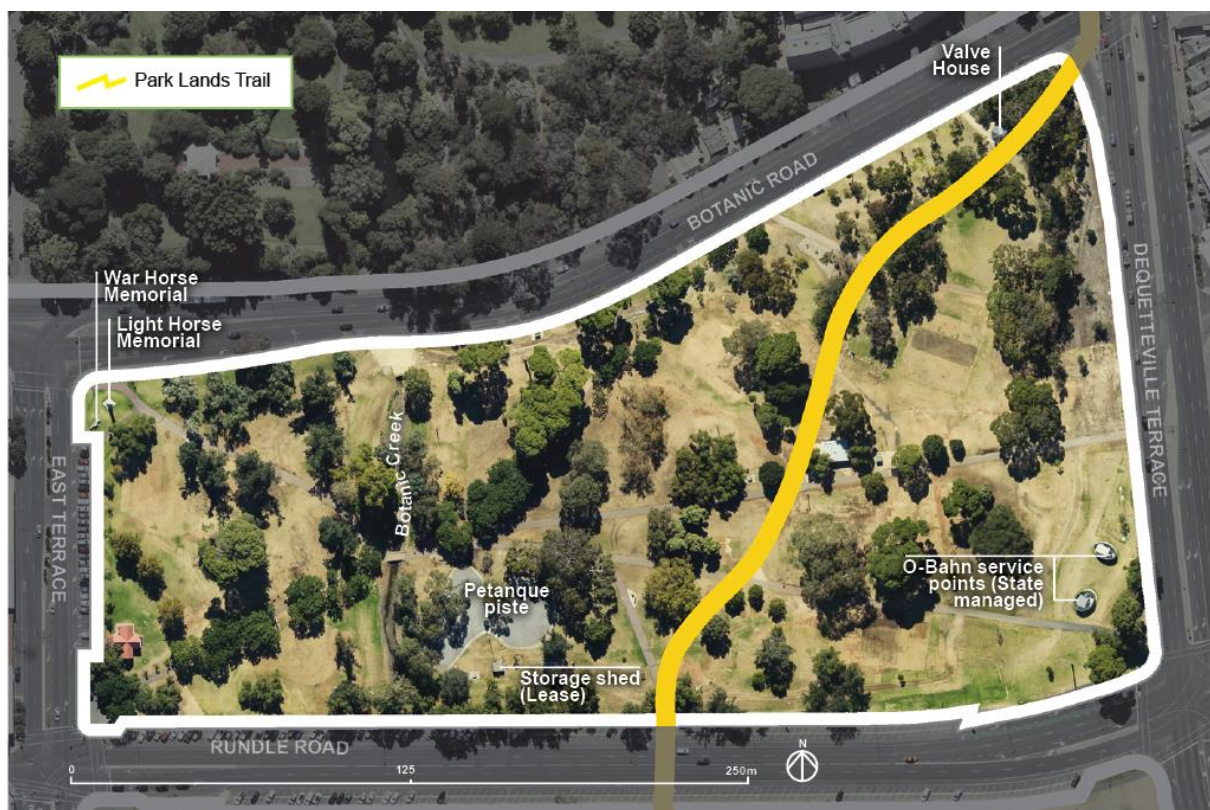 Park Lands Trail
Valve
House
BOTANIC ROAD
War Horse
Memorial
Light Horse
Memorial
DEQUETTEVILLE TERRACE
EAST TERRACE
Botanic Creek
O-Bahn service
points (State
managed)
Petanque
piste
Storage shed
(Lease)
RUNDLE ROAD
N
0
125
250m